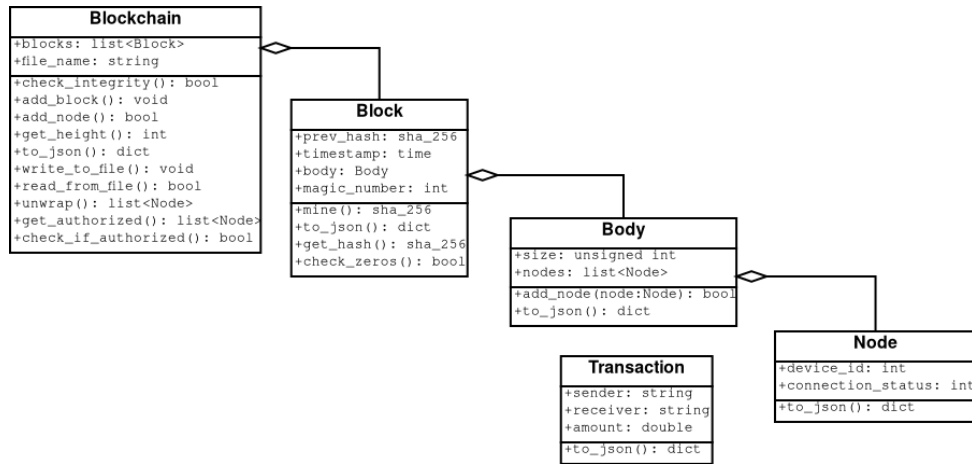 Blockchain
+blocks: list<Block>
+file_name: string
+check_integrity(): bool
+add_block(): void
+add_node(): bool
+get_height(): int
+to_json(): dict
+write_to_file(): void
+read_from_file(): bool
+unwrap(): list<Node>
+get_authorized(): list<Node>
+check_if_authorized(): bool
Block
+prev_hash: sha_256
+timestamp: time
+body: Body
+magic_number: int
+mine(): sha_256
+to_json(): dict
+get_hash(): sha_256
+check_zeros(): bool
Body
+size: unsigned int
+nodes: list<Node>
+add_node(node:Node): bool
+to_json(): dict
Node
+device_id: int
+connection_status: int
+to_json(): dict
Transaction
+sender: string
+receiver: string
+amount: double
+to_json(): dict